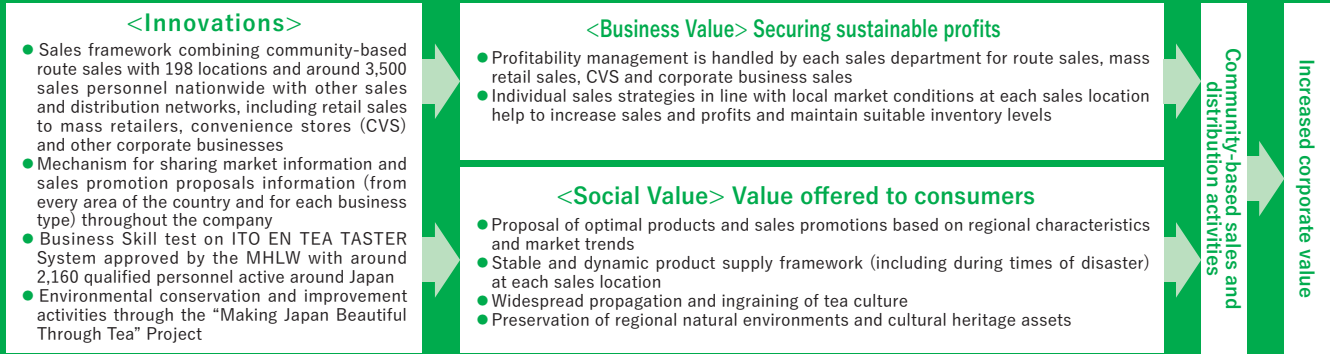 <Innovations>
● Sales framework combining community-based
route sales with 198 locations and around 3,500
sales personnel nationwide with other sales
and distribution networks, including retail sales
to mass retailers, convenience stores (CVS)
and other corporate businesses
● Mechanism for sharing market information and
sales promotion proposals information (from
every area of the country and for each business
type) throughout the company
● Business Skill test on ITO EN TEA TASTER
System approved by the MHLW with around
2,160 qualified personnel active around Japan
● Environmental conservation and improvement
activities through the “Making Japan Beautiful
Through Tea” Project
<Business Value> Securing sustainable profits
● Profitability management is handled by each sales department for route sales, mass
retail sales, CVS and corporate business sales
● Individual sales strategies in line with local market conditions at each sales location
help to increase sales and profits and maintain suitable inventory levels
<Social Value> Value offered to consumers
● Proposal of optimal products and sales promotions based on regional characteristics
and market trends
● Stable and dynamic product supply framework (including during times of disaster)
at each sales location
● Widespread propagation and ingraining of tea culture
● Preservation of regional natural environments and cultural heritage assets
Community-based sales and
distribution activities
Increased corporate value